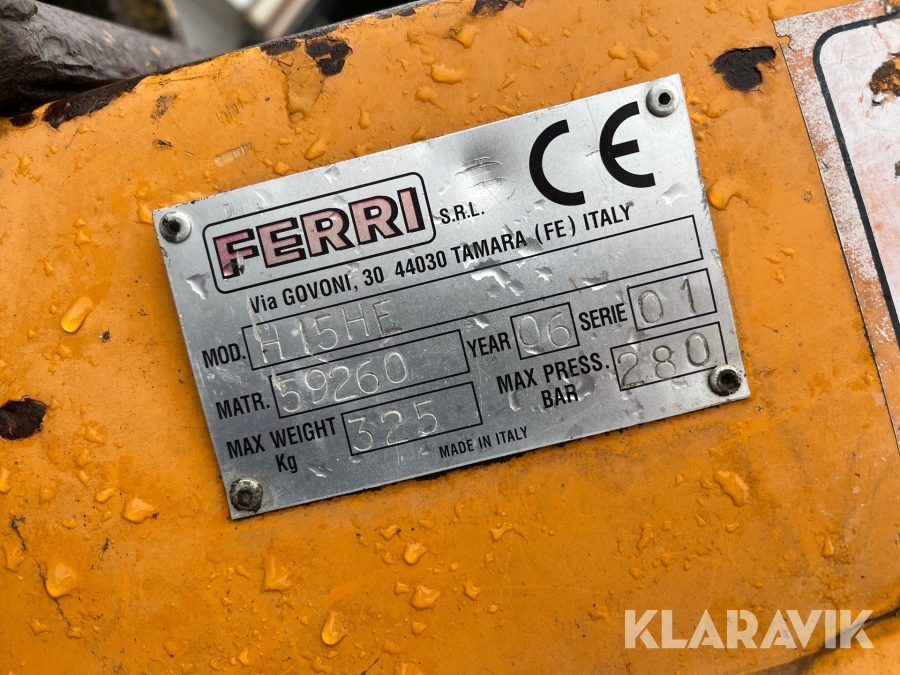 FERRI S.R.L. CE
Via GOVONI, 30 44030 TAMARA (FE) ITALY
MOD. H15HE
MATR. 59260 YEAR 06 SERIE 01
MAX WEIGHT Kg 325 MAX PRESS. BAR 280
MADE IN ITALY
KLARAVIK